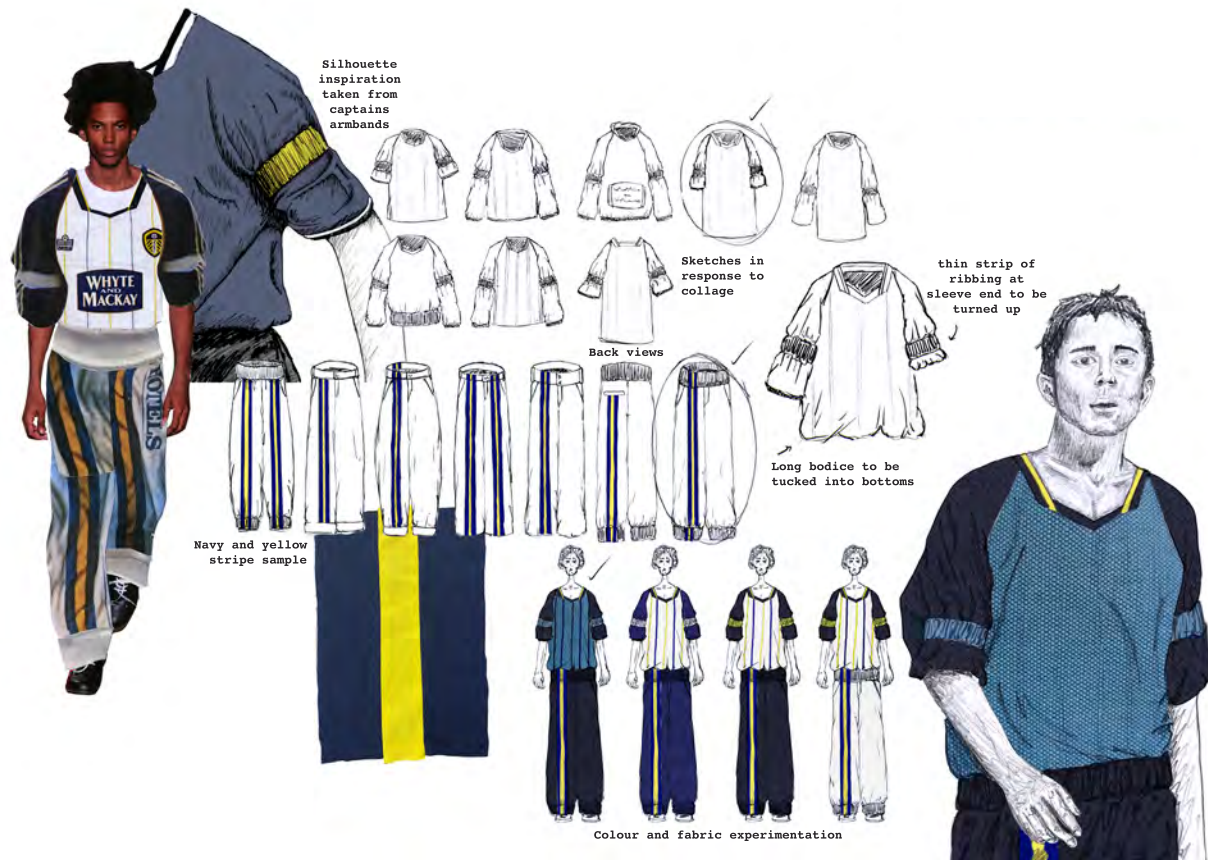 Silhouette
inspiration
taken from
captains
armbands
WHYTE
AND
MACKAY
Sketches in
response to
collage
thin strip of
ribbing at
sleeve end to be
turned up
Back views
Long bodice to be
tucked into bottoms
Navy and yellow
stripe sample
Colour and fabric experimentation